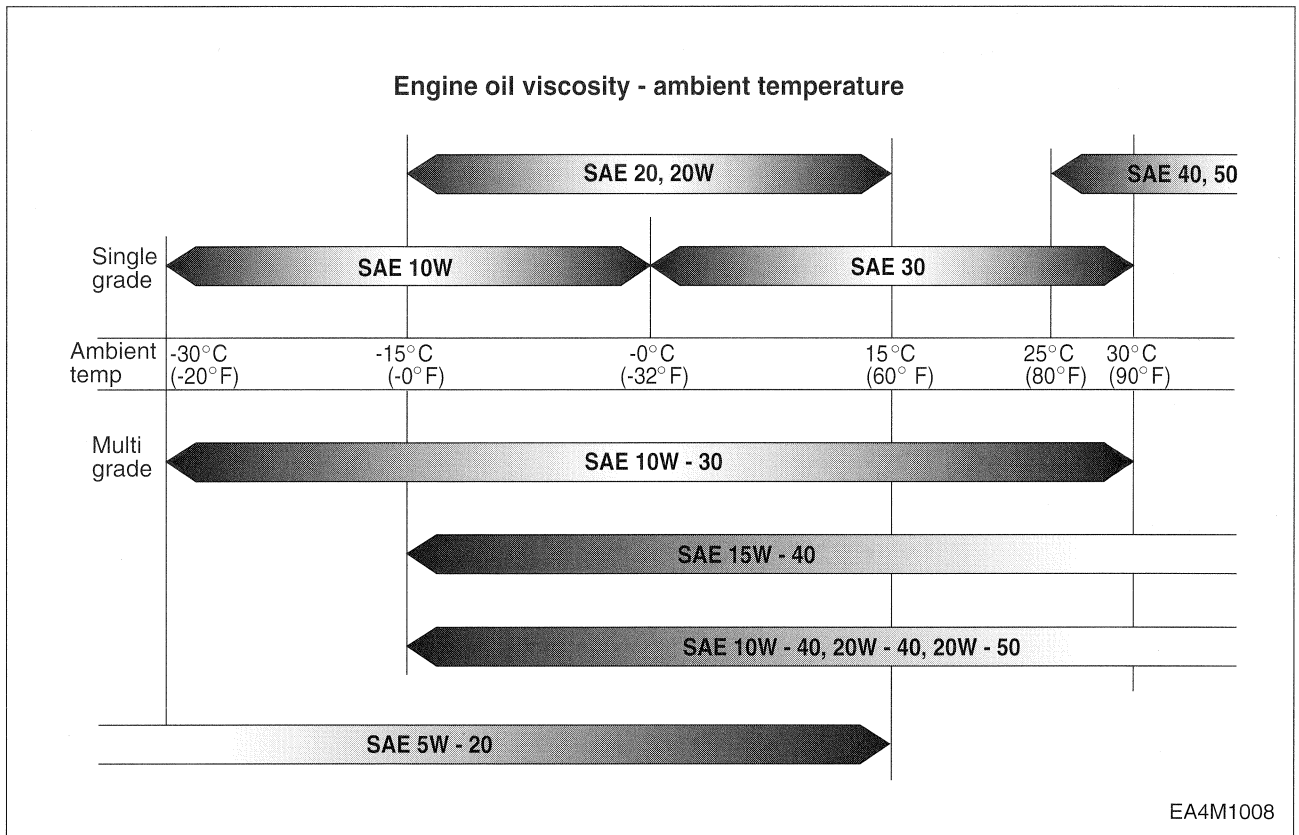 Engine oil viscosity - ambient temperature
SAE 20, 20W
SAE 40, 50
Single
grade
SAE 10W
SAE 30
Ambient
temp
-30°C
(-20°F)
-15°C
(-0°F)
-0°C
(-32°F)
15°C
(60° F)
25°C
(80°F)
30°C
(90°F)
Multi
grade
SAE 10W - 30
SAE 15W - 40
SAE 10W - 40, 20W - 40, 20W - 50
SAE 5W - 20
EA4M1008